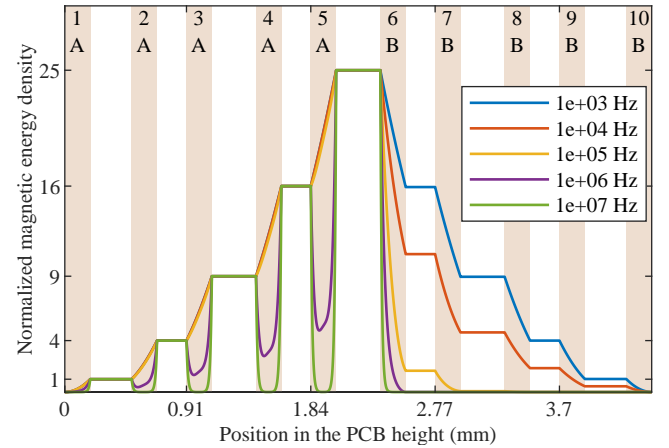 1 2 3 4 5 6 7 8 9 10
A A A A A B B B B B
Normalized magnetic energy density
25
16
9
4
1
1e+03 Hz
1e+04 Hz
1e+05 Hz
1e+06 Hz
1e+07 Hz
0 0.91 1.84 2.77 3.7
Position in the PCB height (mm)